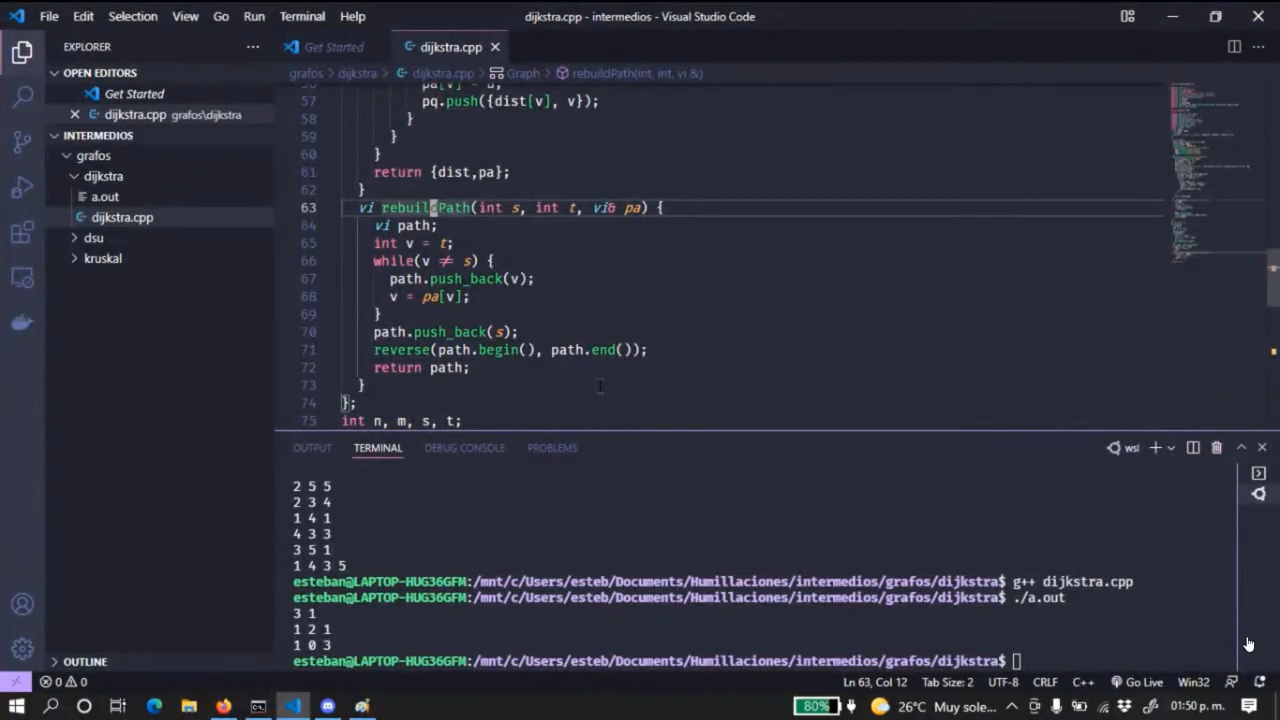 File Edit Selection View Go Run Terminal Help dijkstra.cpp - intermedios - Visual Studio Code
EXPLORER
Get Started dijkstra.cpp
OPEN EDITORS
grafos dijkstra dijkstra.cpp Graph rebuildPath(int, int, vi &)
Get Started
dijkstra.cpp grafos\dijkstra
INTERMEDIOS
grafos
dijkstra
a.out
dijkstra.cpp
dsu
kruskal
OUTLINE
56 pa[v] = u;
57 pq.push({dist[v], v});
58 }
59 }
60 }
61 return {dist,pa};
62 }
63 vi rebuildPath(int s, int t, vi& pa) {
64 vi path;
65 int v = t;
66 while(v ≠ s) {
67 path.push_back(v);
68 v = pa[v];
69 }
70 path.push_back(s);
71 reverse(path.begin(), path.end());
72 return path;
73 }
74 };
75 int n, m, s, t;
OUTPUT TERMINAL DEBUG CONSOLE PROBLEMS wsl
2 5 5
2 3 4
1 4 1
4 3 3
3 5 1
1 4 3 5
esteban@LAPTOP-HUG36GFM:/mnt/c/Users/esteb/Documents/Humillaciones/intermedios/grafos/dijkstra$ g++ dijkstra.cpp
esteban@LAPTOP-HUG36GFM:/mnt/c/Users/esteb/Documents/Humillaciones/intermedios/grafos/dijkstra$ ./a.out
3 1
1 2 1
1 0 3
esteban@LAPTOP-HUG36GFM:/mnt/c/Users/esteb/Documents/Humillaciones/intermedios/grafos/dijkstra$
0 0 Ln 63, Col 12 Tab Size: 2 UTF-8 CRLF C++ Go Live Win32
80% 26°C Muy sole... 01:50 p. m.